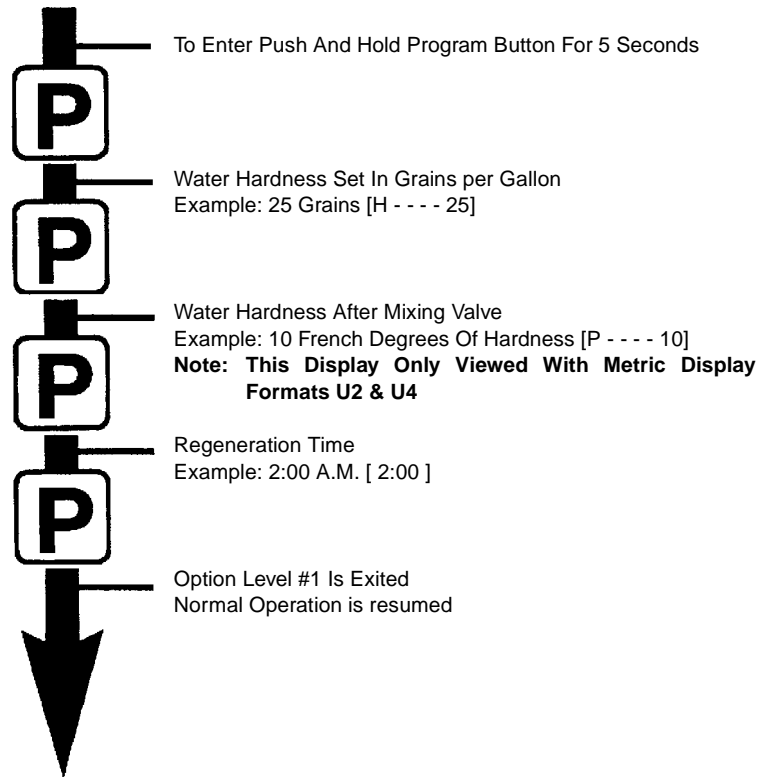 To Enter Push And Hold Program Button For 5 Seconds
P
Water Hardness Set In Grains per Gallon
Example: 25 Grains [H - - - - 25]
P
Water Hardness After Mixing Valve
Example: 10 French Degrees Of Hardness [P - - - - 10]
Note: This Display Only Viewed With Metric Display
Formats U2 & U4
P
Regeneration Time
Example: 2:00 A.M. [ 2:00 ]
P
Option Level #1 Is Exited
Normal Operation is resumed